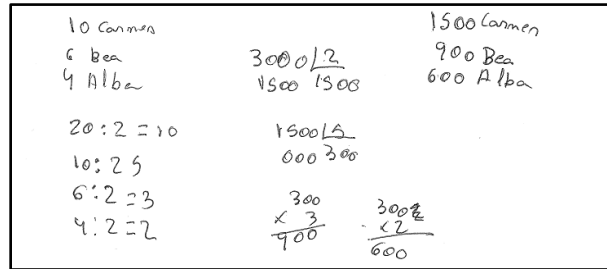 10 Carmen
6 Bea
4 Alba
3000 |2
1500 1500
1500 Carmen
900 Bea
600 Alba
20:2=10
10:2 5
6:2=3
4:2=2
1500 |5
000 300
300
x 3
900
300
x2
600